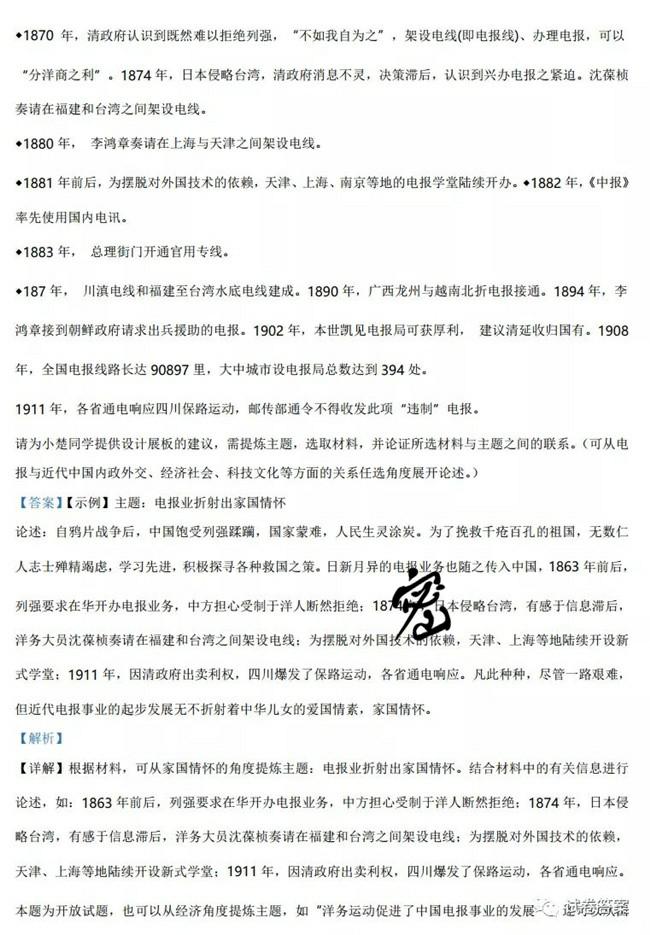 ◆1870 年，清政府认识到既然难以拒绝列强，“不如我自为之”，架设电线(即电报线)、办理电报，可以
“分洋商之利”。1874 年，日本侵略台湾，清政府消息不灵，决策滞后，认识到兴办电报之紧迫。沈葆桢
奏请在福建和台湾之间架设电线。
◆1880 年， 李鸿章奏请在上海与天津之间架设电线。
◆1881 年前后，为摆脱对外国技术的依赖，天津、上海、南京等地的电报学堂陆续开办。◆1882 年，《中报》
率先使用国内电讯。
◆1883 年， 总理街门开通官用专线。
◆187 年， 川滇电线和福建至台湾水底电线建成。1890 年，广西龙州与越南北折电报接通。1894 年，李
鸿章接到朝鲜政府请求出兵援助的电报。1902 年，本世凯见电报局可获厚利， 建议清延收归国有。1908
年，全国电报线路长达 90897 里，大中城市设电报局总数达到 394 处。
1911 年，各省通电响应四川保路运动，邮传部通令不得收发此项“违制”电报。
请为小楚同学提供设计展板的建议，需提炼主题，选取材料，并论证所选材料与主题之间的联系。（可从电
报与近代中国内政外交、经济社会、科技文化等方面的关系任选角度展开论述。）
【答案】【示例】主题：电报业折射出家国情怀
论述：自鸦片战争后，中国饱受列强蹂躏，国家蒙难，人民生灵涂炭。为了挽救千疮百孔的祖国，无数仁
人志士殚精竭虑，学习先进，积极探寻各种救国之策。日新月异的电报业务也随之传入中国，1863 年前后，
列强要求在华开办电报业务，中方担心受制于洋人断然拒绝；1874 年，日本侵略台湾，有感于信息滞后，
洋务大员沈葆桢奏请在福建和台湾之间架设电线；为摆脱对外国技术的依赖，天津、上海等地陆续开设新
式学堂；1911 年，因清政府出卖利权，四川爆发了保路运动，各省通电响应。凡此种种，尽管一路艰难，
但近代电报事业的起步发展无不折射着中华儿女的爱国情素，家国情怀。
【解析】
【详解】根据材料，可从家国情怀的角度提炼主题：电报业折射出家国情怀。结合材料中的有关信息进行
论述，如：1863 年前后，列强要求在华开办电报业务，中方担心受制于洋人断然拒绝；1874 年，日本侵
略台湾，有感于信息滞后，洋务大员沈葆桢奏请在福建和台湾之间架设电线；为摆脱对外国技术的依赖，
天津、上海等地陆续开设新式学堂；1911 年，因清政府出卖利权，四川爆发了保路运动，各省通电响应。
本题为开放试题，也可以从经济角度提炼主题，如“洋务运动促进了中国电报事业的发展
试卷答案